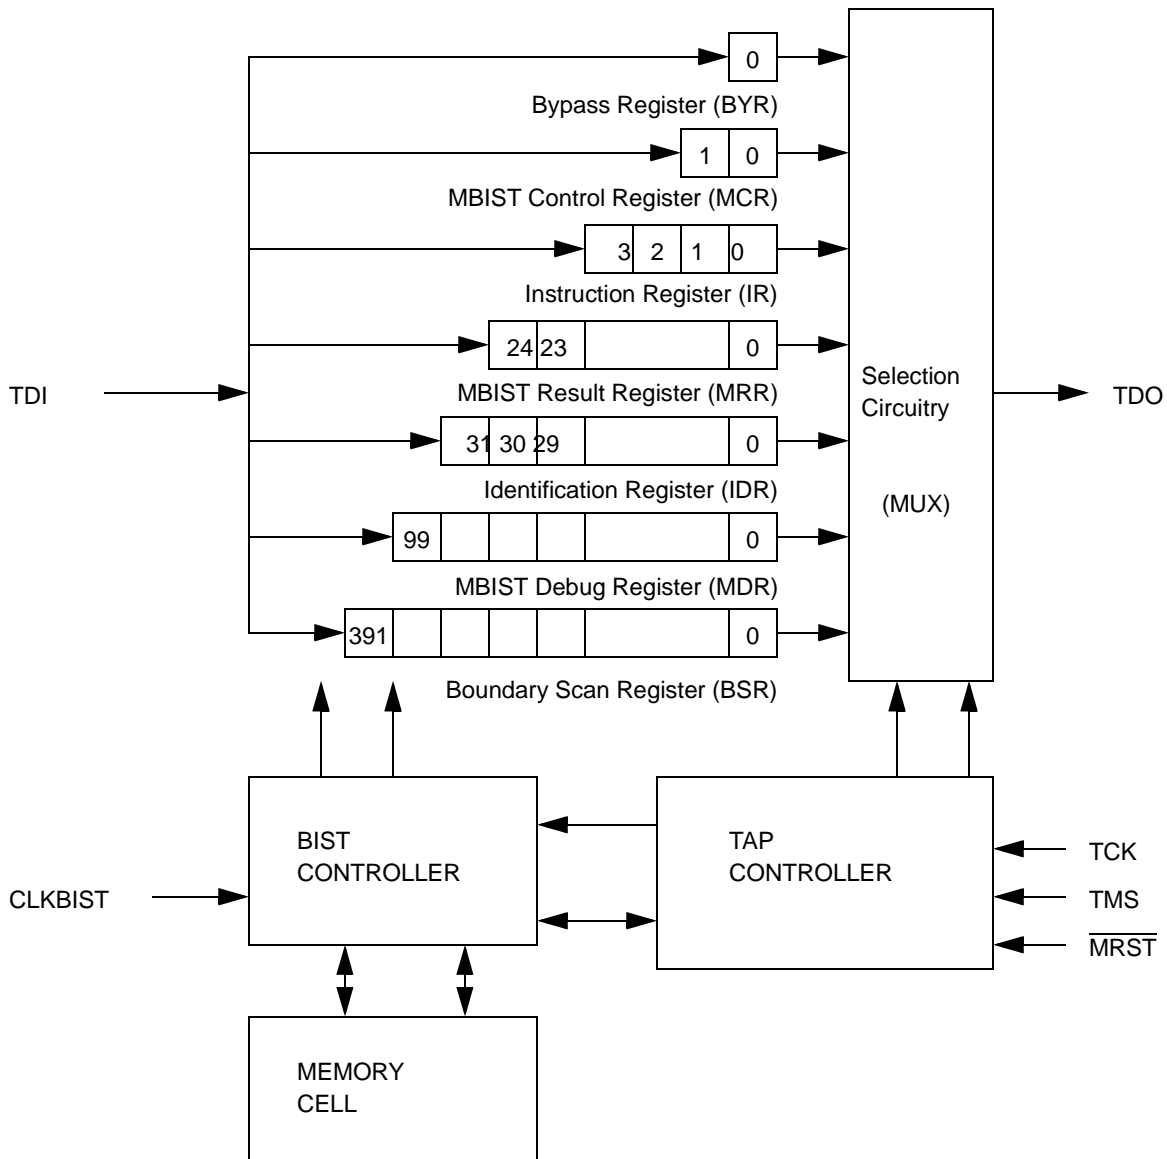 0
Bypass Register (BYR)
1 0
MBIST Control Register (MCR)
3 2 1 0
Instruction Register (IR)
24 23 0
MBIST Result Register (MRR)
31 30 29 0
Identification Register (IDR)
99 0
MBIST Debug Register (MDR)
391 0
Boundary Scan Register (BSR)
TDI
Selection
Circuitry
(MUX)
TDO
BIST
CONTROLLER
TAP
CONTROLLER
CLKBIST
TCK
TMS
MRST
MEMORY
CELL